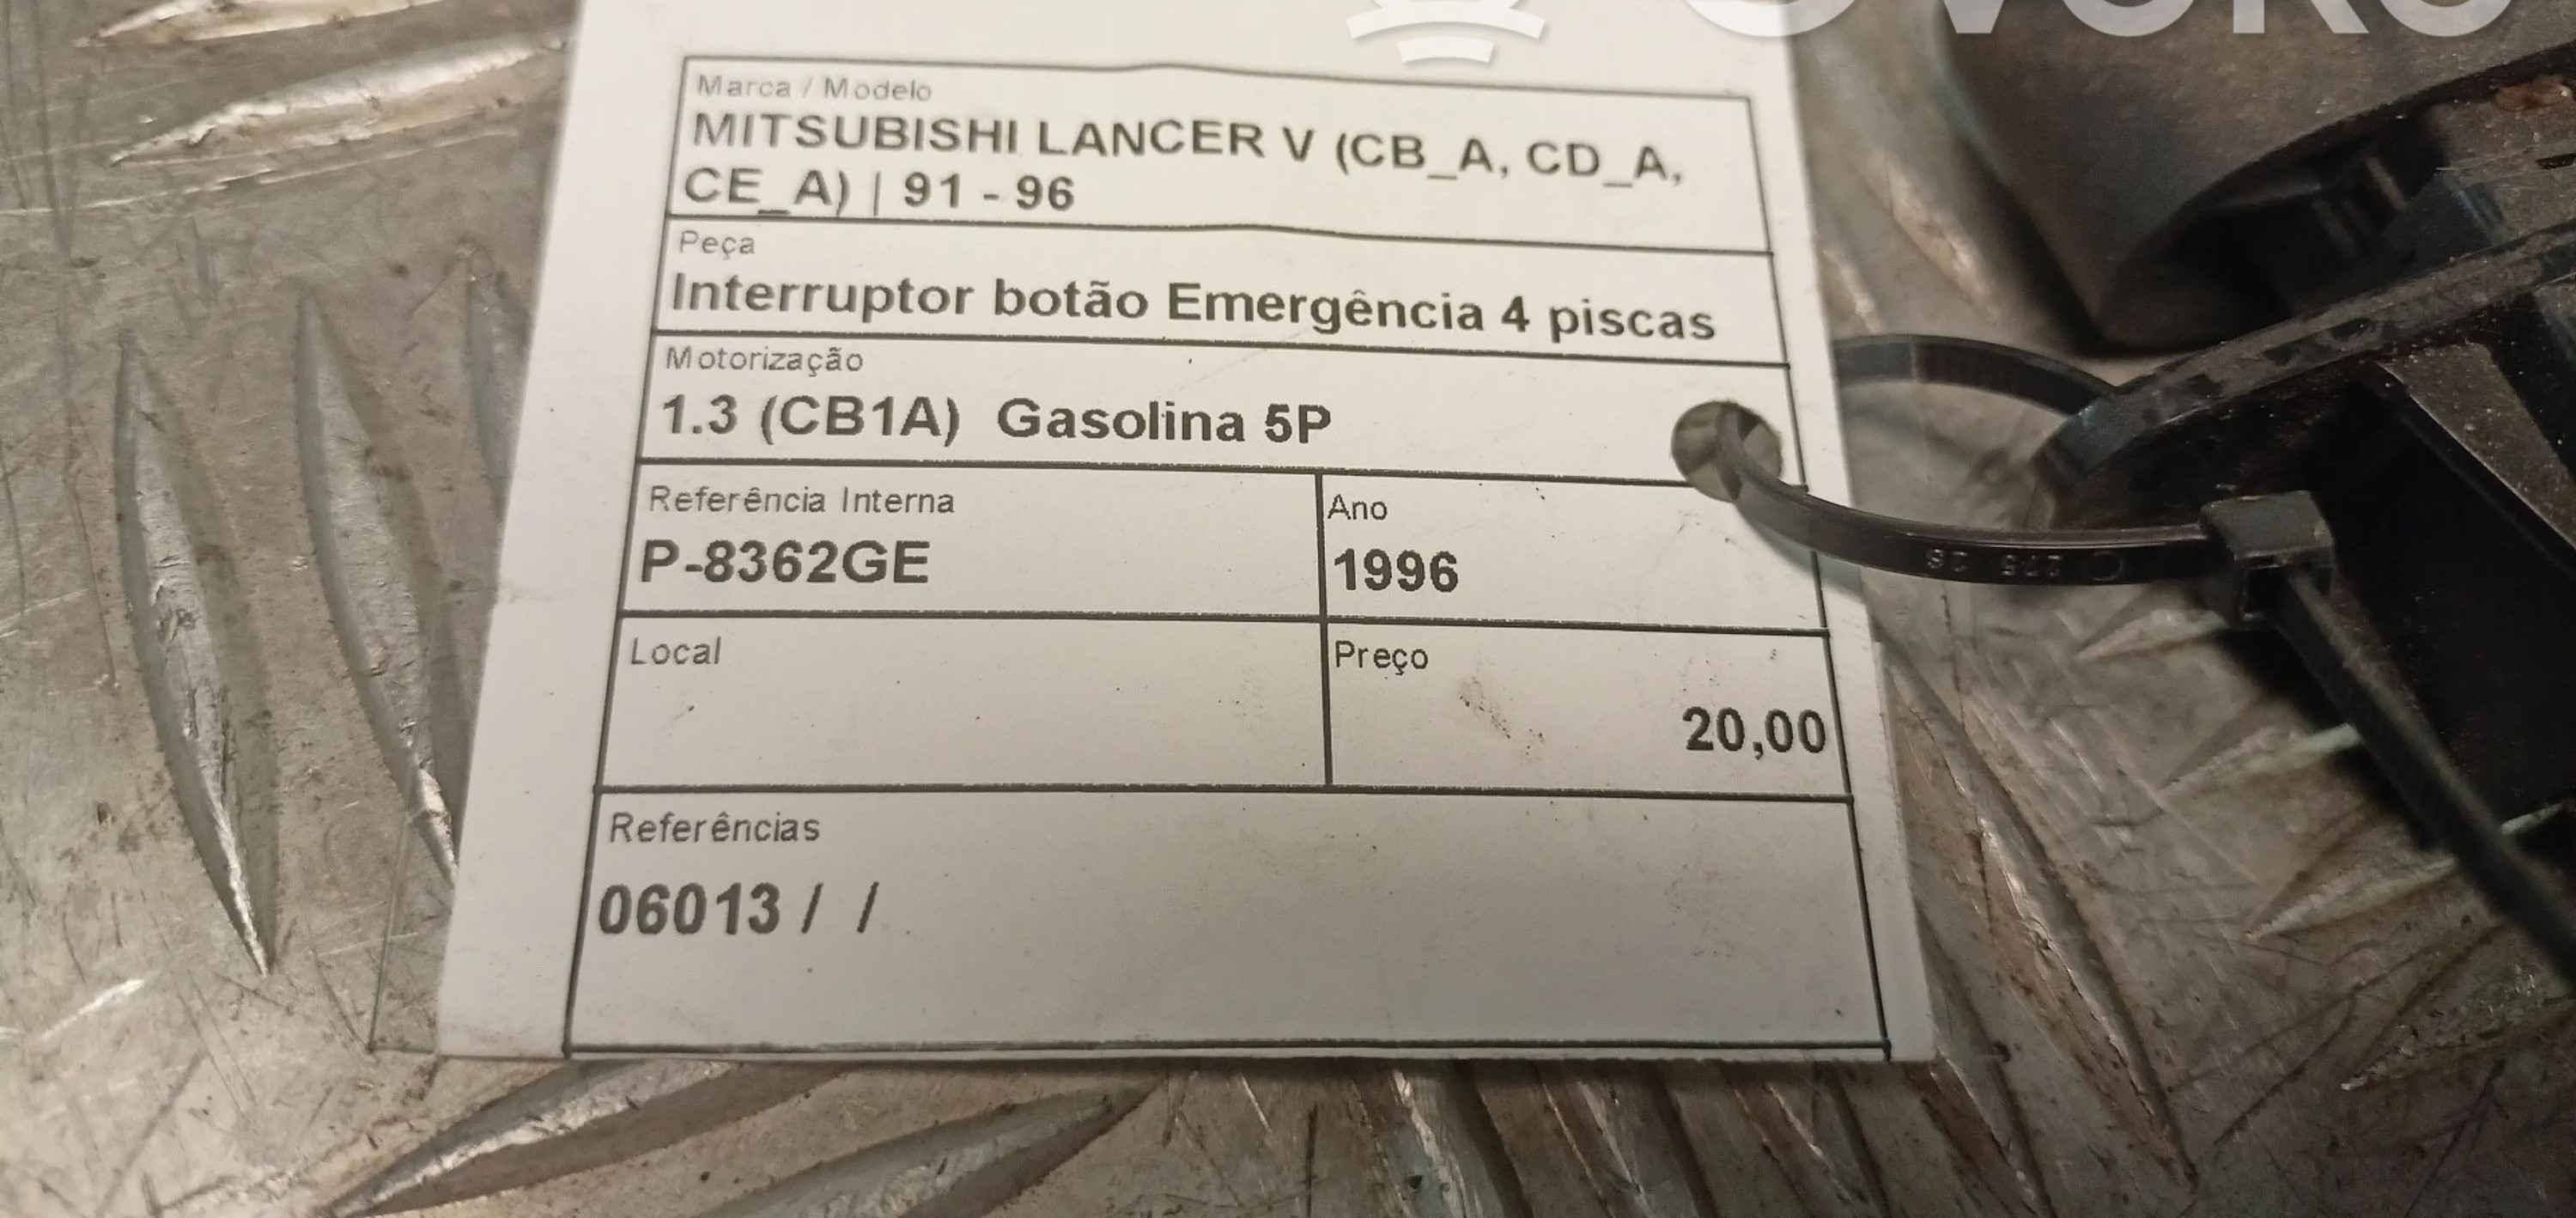 Marca / Modelo
MITSUBISHI LANCER V (CB_A, CD_A,
CE_A) | 91 - 96
Peça
Interruptor botão Emergência 4 piscas
Motorização
1.3 (CB1A) Gasolina 5P
Referência Interna
P-8362GE
Ano
1996
Local
Preço
20,00
Referências
06013 / /